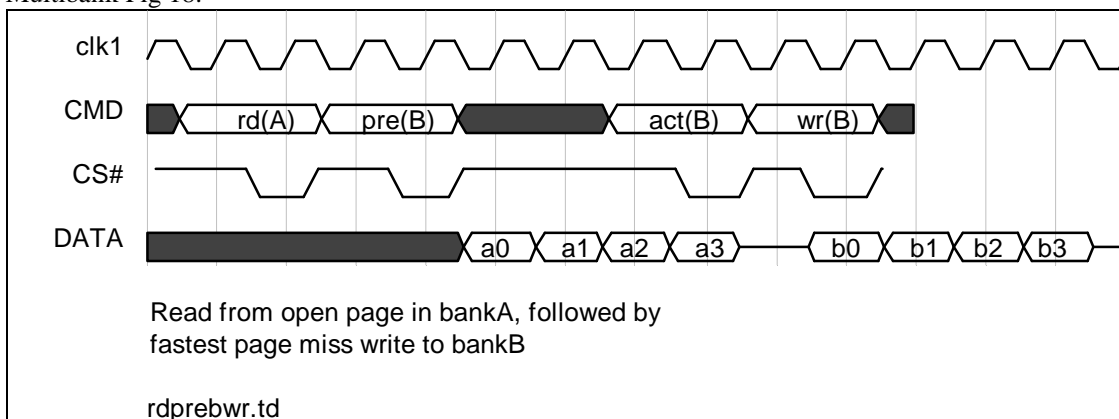 Multibank Fig 18:
clk1
CMD rd(A) pre(B) act(B) wr(B)
CS#
DATA a0 a1 a2 a3 b0 b1 b2 b3
Read from open page in bankA, followed by
fastest page miss write to bankB
rdprebwr.td